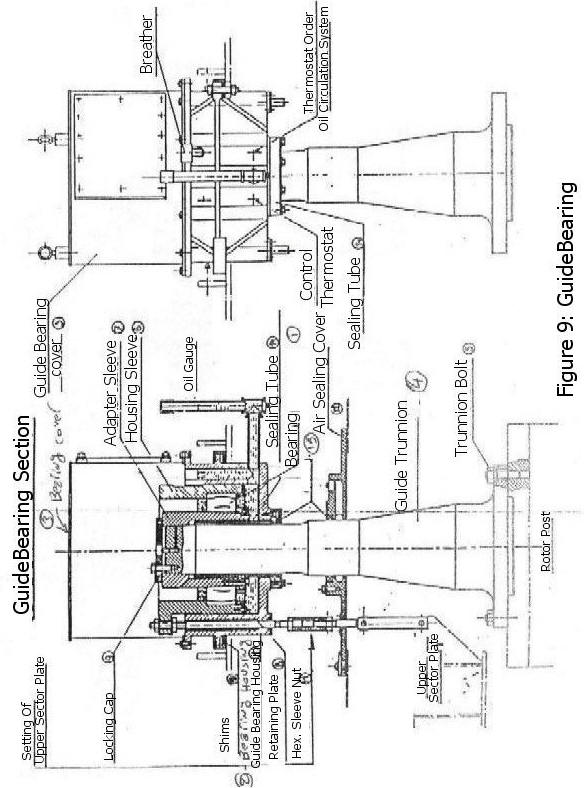 GuideBearing Section
Bearing cover
Guide Bearing
cover
Adapter Sleeve
Housing Sleeve
Oil Gauge
Sealing Tube
Bearing
Air Sealing Cover
Guide Trunnion
Trunnion Bolt
Rotor Post
Setting Of
Upper Sector Plate
Locking Cap
Shims
Bearing Housing
Guide Bearing Housing
Retaining Plate
Hex. Sleeve Nut
Upper
Sector Plate
Breather
Thermostat Order
Oil Circulation System
Control
Thermostat
Sealing Tube
Figure 9: GuideBearing